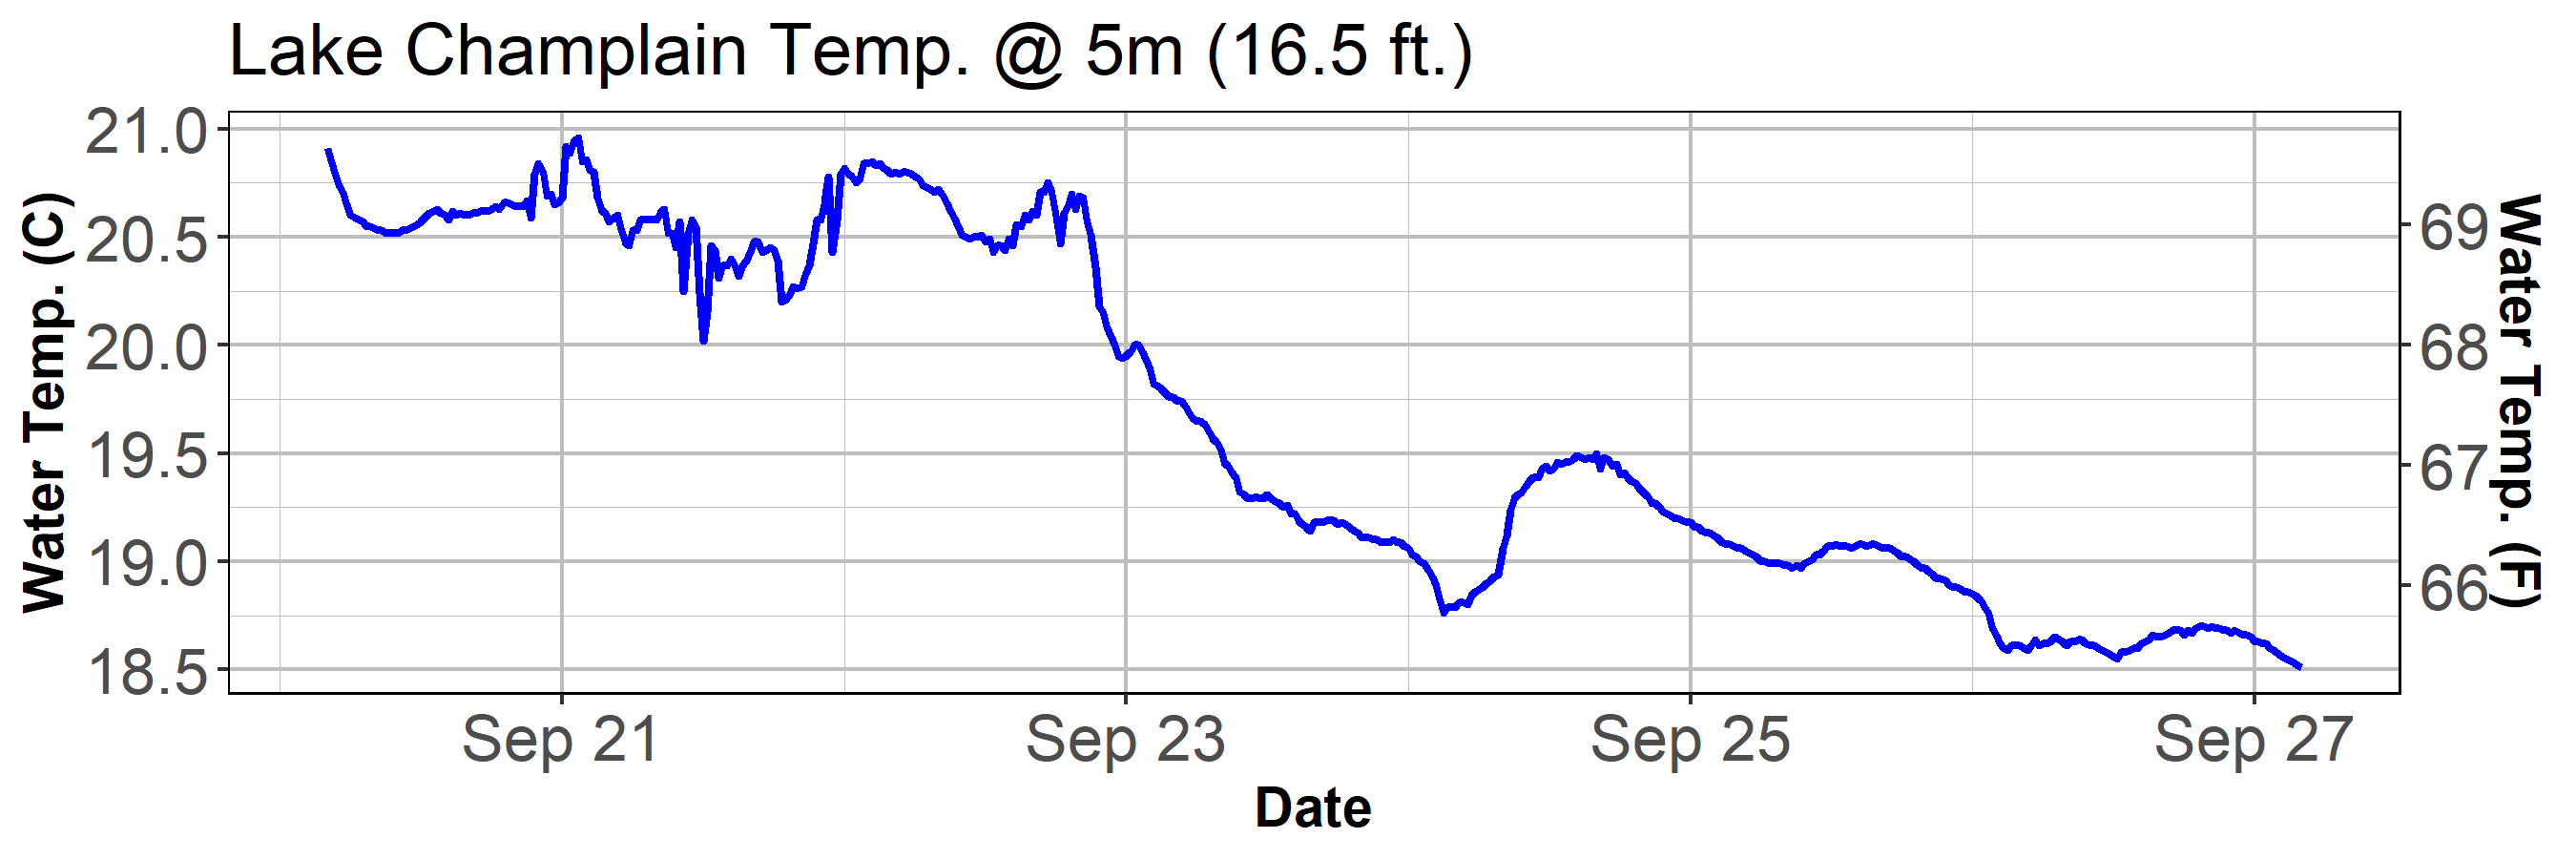 Lake Champlain Temp. @ 5m (16.5 ft.)
Water Temp. (C)
21.0
20.5
20.0
19.5
19.0
18.5
69
68
67
66
Water Temp. (F)
Sep 21
Sep 23
Sep 25
Sep 27
Date